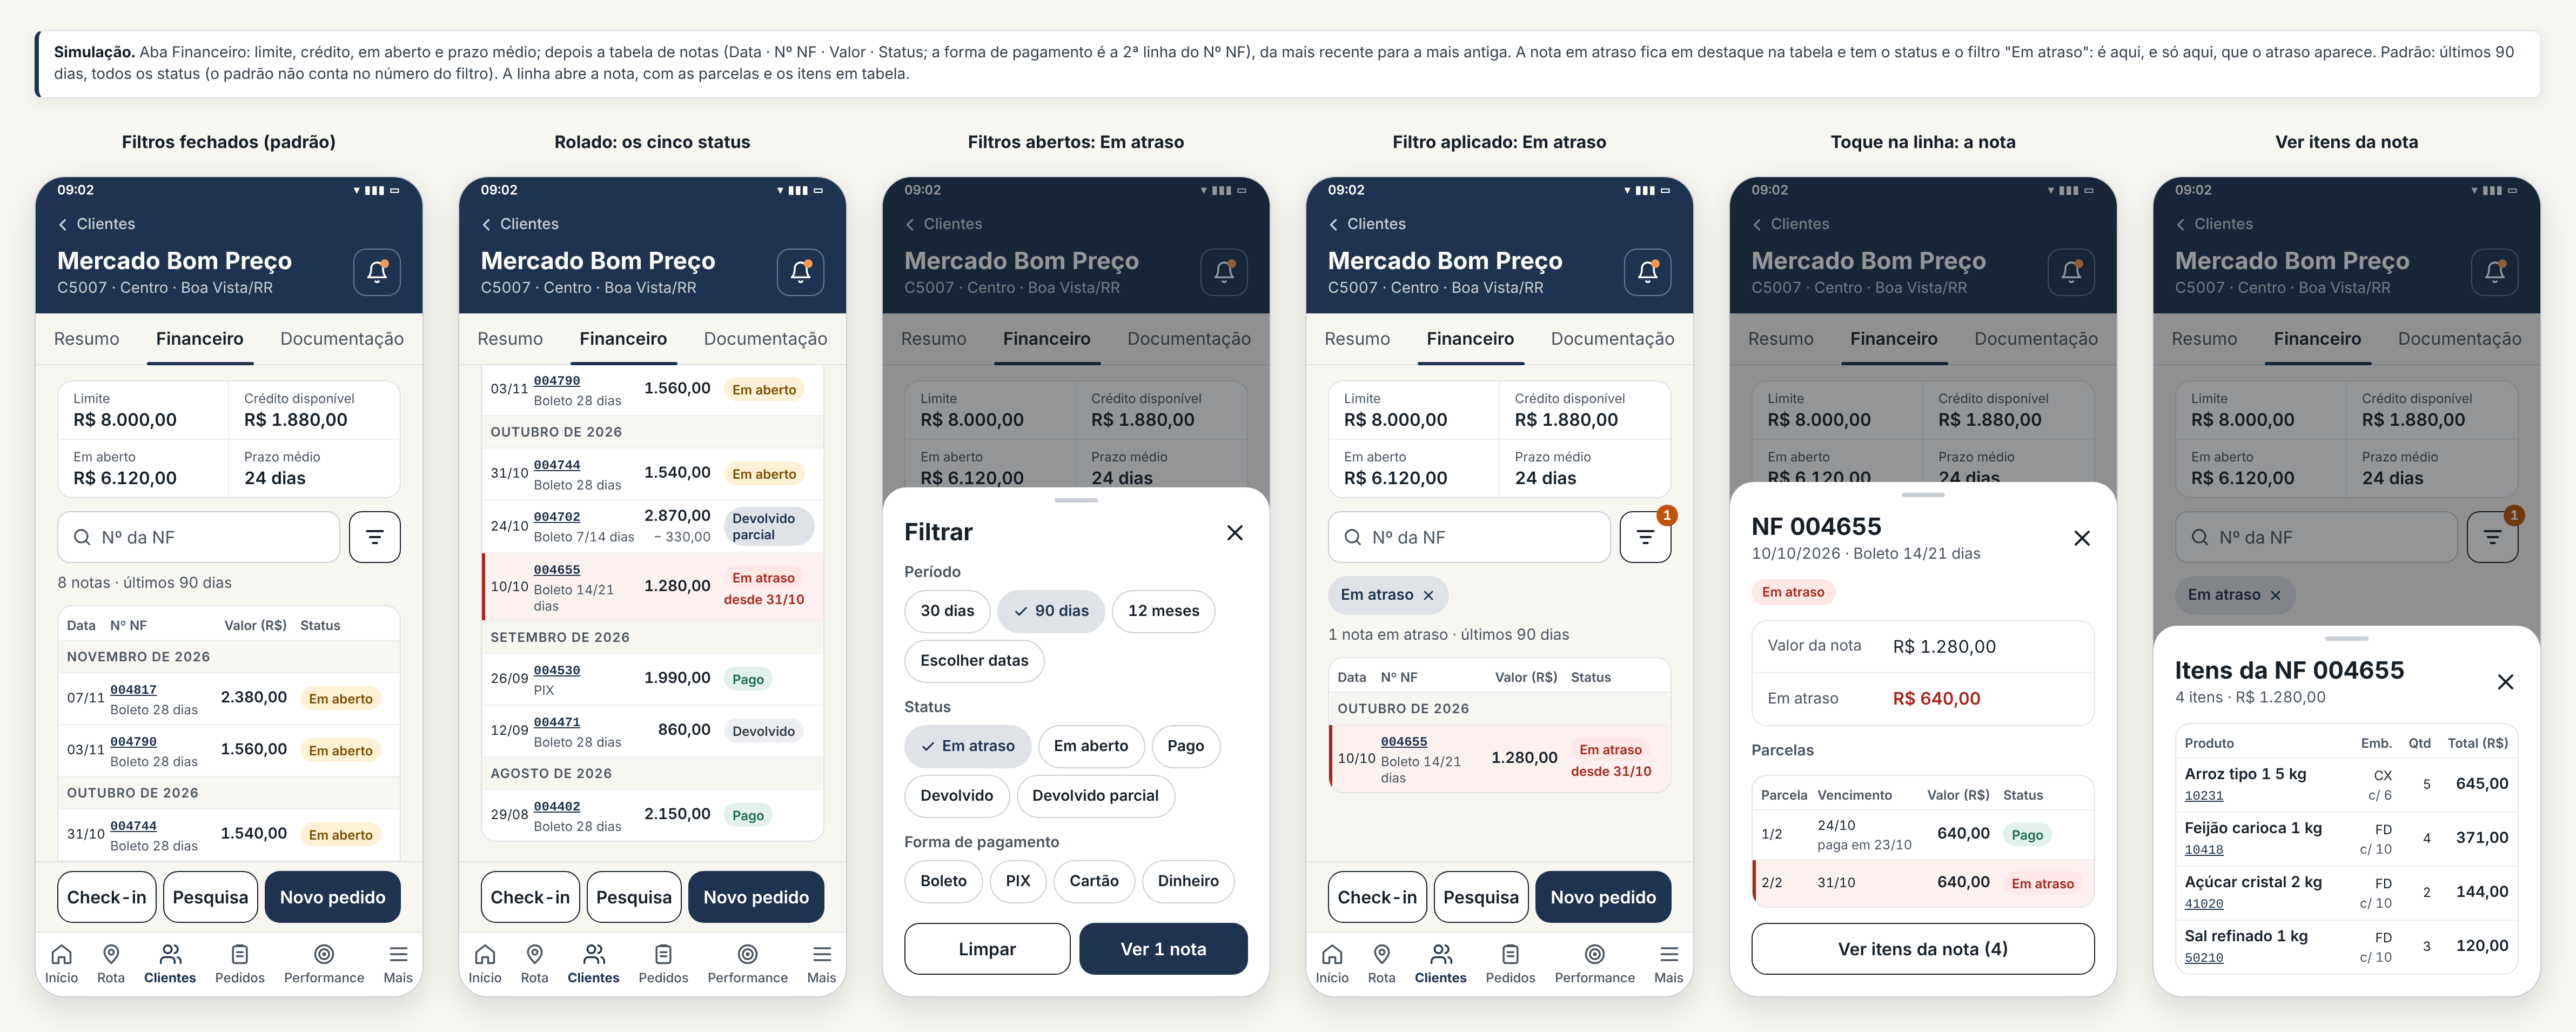 Simulação. Aba Financeiro: limite, crédito, em aberto e prazo médio; depois a tabela de notas (Data · Nº NF · Valor · Status; a forma de pagamento é a 2ª linha do Nº NF), da mais recente para a mais antiga. A nota em atraso fica em destaque na tabela e tem o status e o filtro "Em atraso": é aqui, e só aqui, que o atraso aparece. Padrão: últimos 90
dias, todos os status (o padrão não conta no número do filtro). A linha abre a nota, com as parcelas e os itens em tabela.
Filtros fechados (padrão)
09:02
Clientes
Mercado Bom Preço
C5007 · Centro · Boa Vista/RR
Resumo Financeiro Documentação
Limite Crédito disponível
R$ 8.000,00 R$ 1.880,00
Em aberto Prazo médio
R$ 6.120,00 24 dias
Nº da NF
8 notas · últimos 90 dias
Data Nº NF Valor (R$) Status
NOVEMBRO DE 2026
07/11 004817 2.380,00 Em aberto
Boleto 28 dias
03/11 004790 1.560,00 Em aberto
Boleto 28 dias
OUTUBRO DE 2026
31/10 004744 1.540,00 Em aberto
Boleto 28 dias
Check-in Pesquisa Novo pedido
Início Rota Clientes Pedidos Performance Mais
Rolado: os cinco status
09:02
Clientes
Mercado Bom Preço
C5007 · Centro · Boa Vista/RR
Resumo Financeiro Documentação
03/11 004790 1.560,00 Em aberto
Boleto 28 dias
OUTUBRO DE 2026
31/10 004744 1.540,00 Em aberto
Boleto 28 dias
24/10 004702 2.870,00 Devolvido
Boleto 7/14 dias − 330,00 parcial
10/10 004655 1.280,00 Em atraso
Boleto 14/21 desde 31/10
dias
SETEMBRO DE 2026
26/09 004530 1.990,00 Pago
PIX
12/09 004471 860,00 Devolvido
Boleto 28 dias
AGOSTO DE 2026
29/08 004402 2.150,00 Pago
Boleto 28 dias
Check-in Pesquisa Novo pedido
Início Rota Clientes Pedidos Performance Mais
Filtros abertos: Em atraso
09:02
Clientes
Mercado Bom Preço
C5007 · Centro · Boa Vista/RR
Resumo Financeiro Documentação
Limite Crédito disponível
R$ 8.000,00 R$ 1.880,00
Em aberto Prazo médio
R$ 6.120,00 24 dias
Filtrar
Período
30 dias 90 dias 12 meses
Escolher datas
Status
Em atraso Em aberto Pago
Devolvido Devolvido parcial
Forma de pagamento
Boleto PIX Cartão Dinheiro
Limpar Ver 1 nota
Filtro aplicado: Em atraso
09:02
Clientes
Mercado Bom Preço
C5007 · Centro · Boa Vista/RR
Resumo Financeiro Documentação
Limite Crédito disponível
R$ 8.000,00 R$ 1.880,00
Em aberto Prazo médio
R$ 6.120,00 24 dias
Nº da NF 1
Em atraso
1 nota em atraso · últimos 90 dias
Data Nº NF Valor (R$) Status
OUTUBRO DE 2026
10/10 004655 1.280,00 Em atraso
Boleto 14/21 desde 31/10
dias
Check-in Pesquisa Novo pedido
Início Rota Clientes Pedidos Performance Mais
Toque na linha: a nota
09:02
Clientes
Mercado Bom Preço
C5007 · Centro · Boa Vista/RR
Resumo Financeiro Documentação
Limite Crédito disponível
R$ 8.000,00 R$ 1.880,00
Em aberto Prazo médio
R$ 6.120,00 24 dias
NF 004655
10/10/2026 · Boleto 14/21 dias
Em atraso
Valor da nota R$ 1.280,00
Em atraso R$ 640,00
Parcelas
Parcela Vencimento Valor (R$) Status
1/2 24/10 640,00 Pago
paga em 23/10
2/2 31/10 640,00 Em atraso
Ver itens da nota (4)
Ver itens da nota
09:02
Clientes
Mercado Bom Preço
C5007 · Centro · Boa Vista/RR
Resumo Financeiro Documentação
Limite Crédito disponível
R$ 8.000,00 R$ 1.880,00
Em aberto Prazo médio
R$ 6.120,00 24 dias
Nº da NF 1
Em atraso
Itens da NF 004655
4 itens · R$ 1.280,00
Produto Emb. Qtd Total (R$)
Arroz tipo 1 5 kg CX 5 645,00
10231 c/ 6
Feijão carioca 1 kg FD 4 371,00
10418 c/ 10
Açúcar cristal 2 kg FD 2 144,00
41020 c/ 10
Sal refinado 1 kg FD 3 120,00
50210 c/ 10